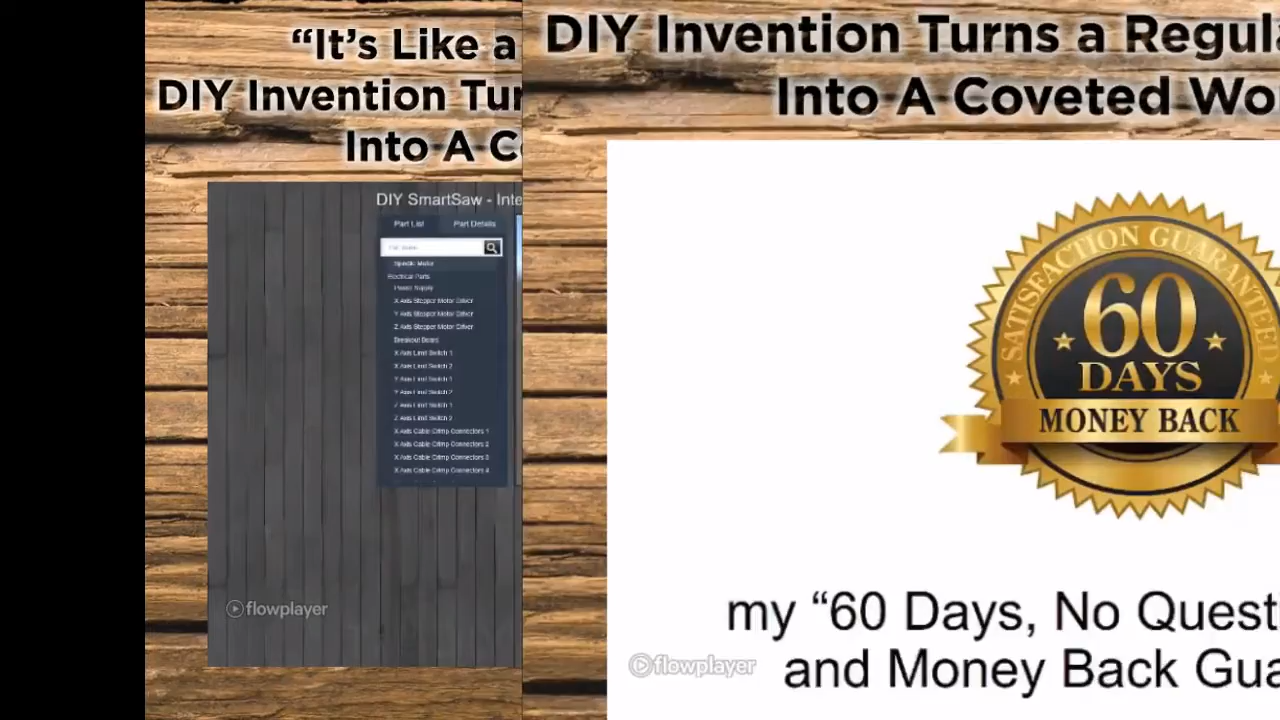 “It’s Like a
DIY Invention Tur
Into A C
DIY SmartSaw - Inte
Part List Part Details
Spindle Motor
Electrical Parts
Power Supply
X Axis Stepper Motor Driver
Y Axis Stepper Motor Driver
Z Axis Stepper Motor Driver
Breakout Board
X Axis Limit Switch 1
X Axis Limit Switch 2
Y Axis Limit Switch 1
Y Axis Limit Switch 2
Z Axis Limit Switch 1
Z Axis Limit Switch 2
X Axis Cable Crimp Connectors 1
X Axis Cable Crimp Connectors 2
X Axis Cable Crimp Connectors 3
X Axis Cable Crimp Connectors 4
flowplayer
DIY Invention Turns a Regula
Into A Coveted Wo
SATISFACTION GUARANTEED
60
DAYS
MONEY BACK
my “60 Days, No Questi
and Money Back Gua
flowplayer